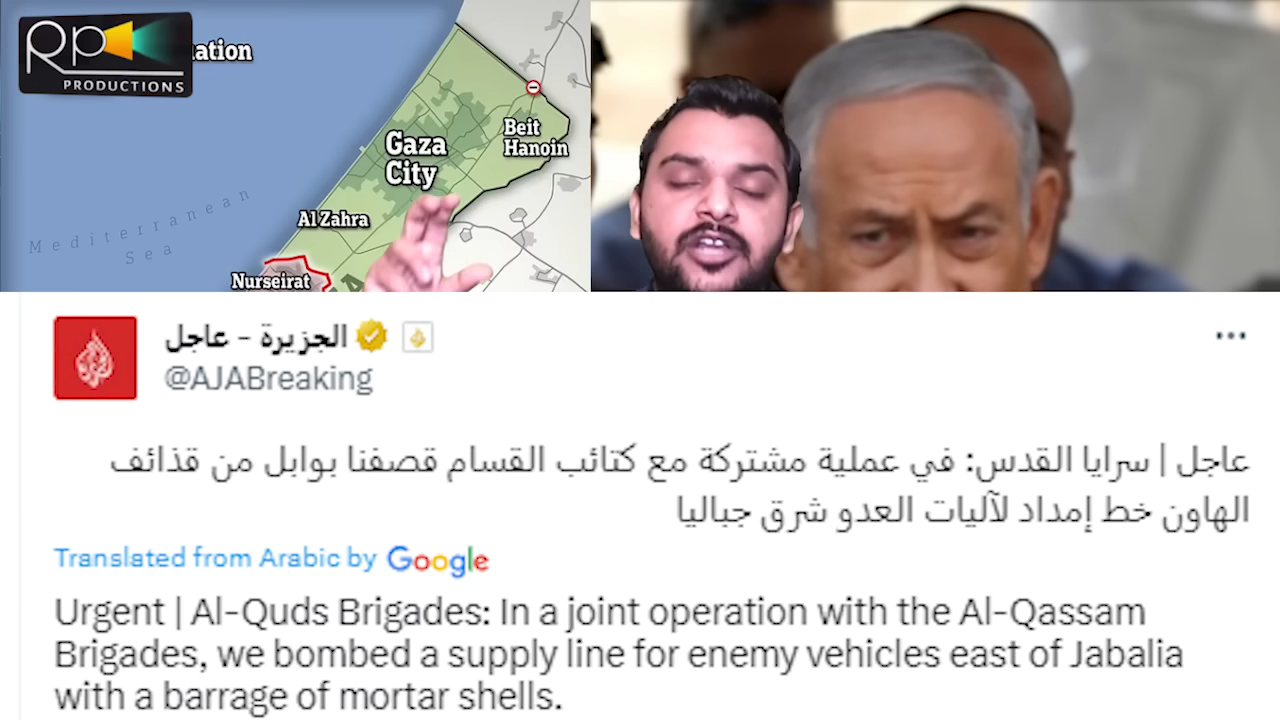 RP
PRODUCTIONS
ation
Gaza
City
Beit
Hanoin
Al Zahra
Mediterranean
Sea
Nurseirat
الجزيرة - عاجل
@AJABreaking
عاجل | سرايا القدس: في عملية مشتركة مع كتائب القسام قصفنا بوابل من قذائف
الهاون خط إمداد لآليات العدو شرق جباليا
Translated from Arabic by Google
Urgent | Al-Quds Brigades: In a joint operation with the Al-Qassam
Brigades, we bombed a supply line for enemy vehicles east of Jabalia
with a barrage of mortar shells.